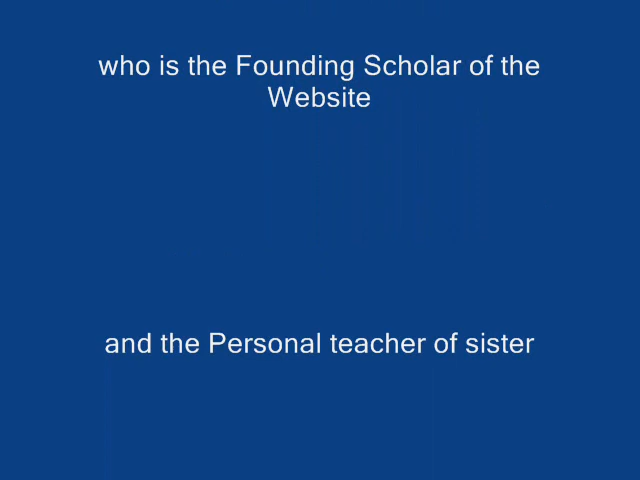 who is the Founding Scholar of the
Website
and the Personal teacher of sister